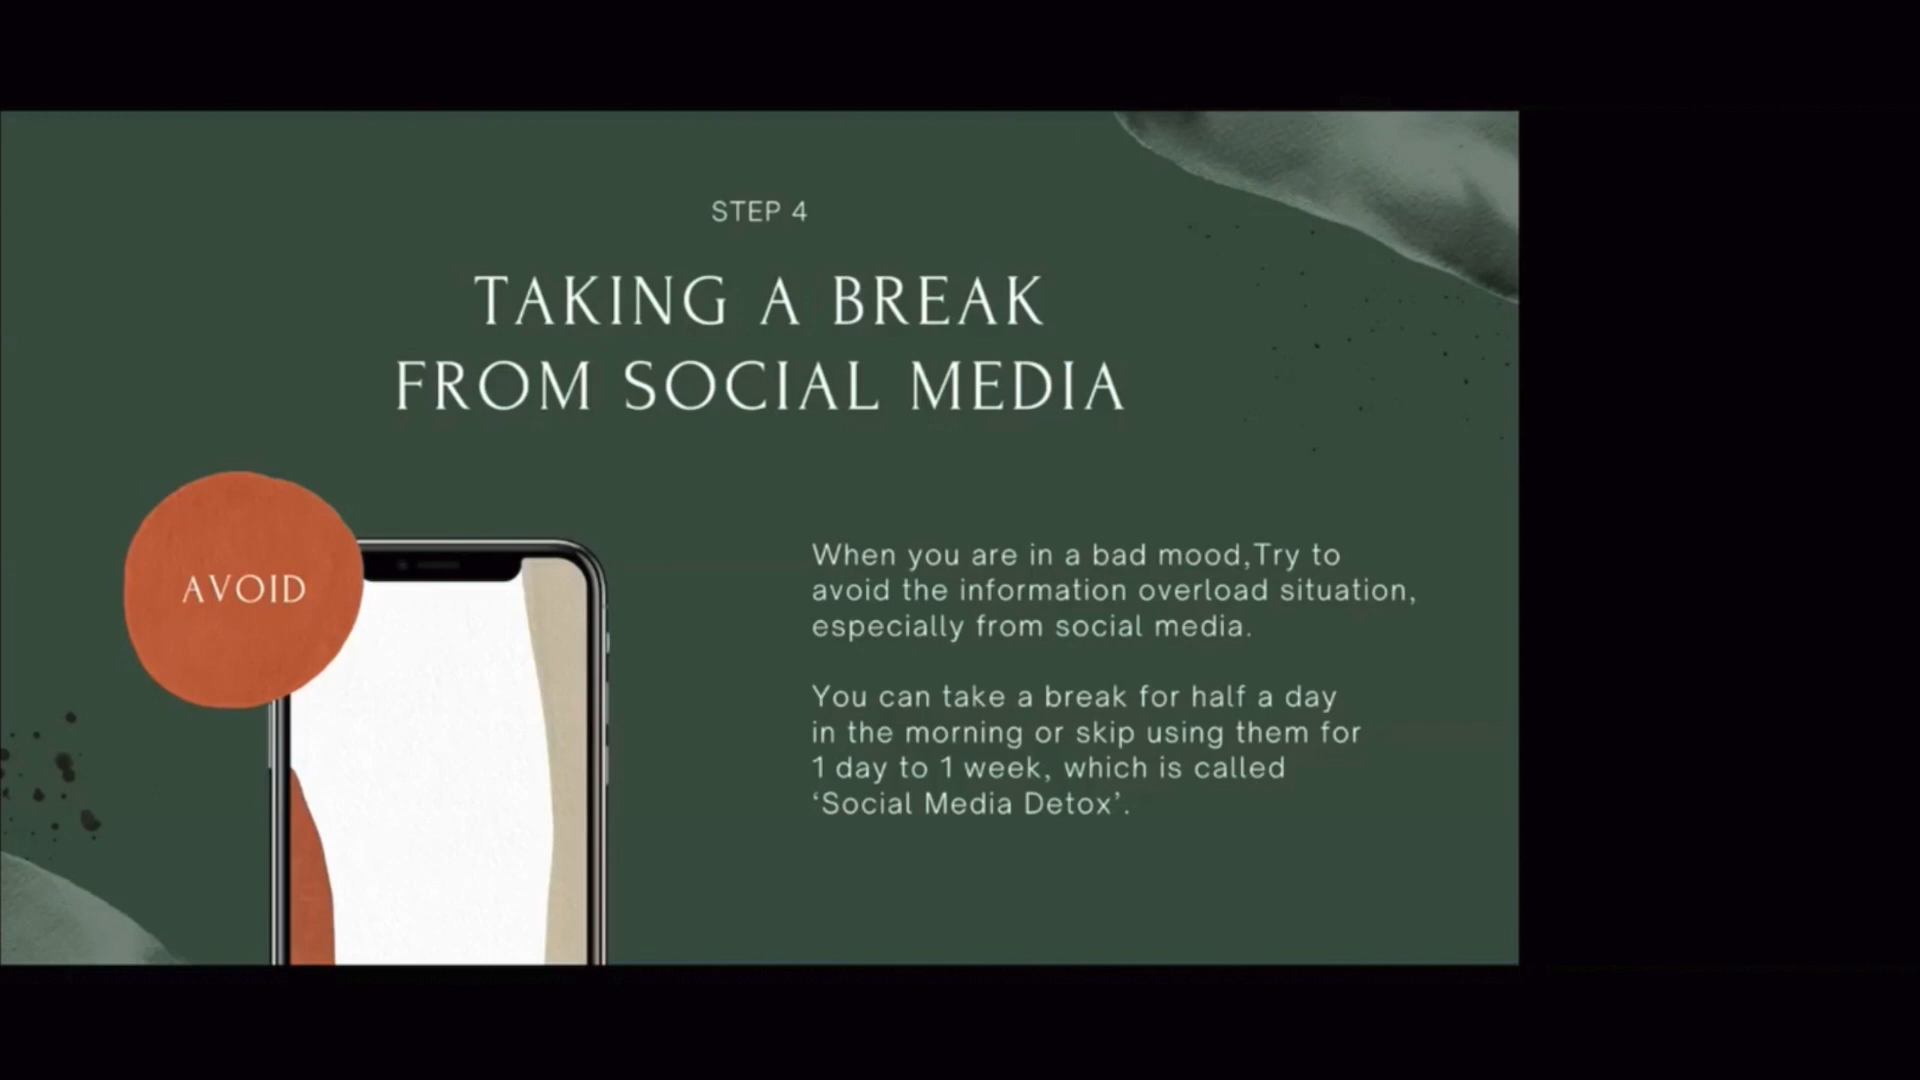 STEP 4
TAKING A BREAK
FROM SOCIAL MEDIA
AVOID
When you are in a bad mood,Try to
avoid the information overload situation,
especially from social media.
You can take a break for half a day
in the morning or skip using them for
1 day to 1 week, which is called
‘Social Media Detox’.